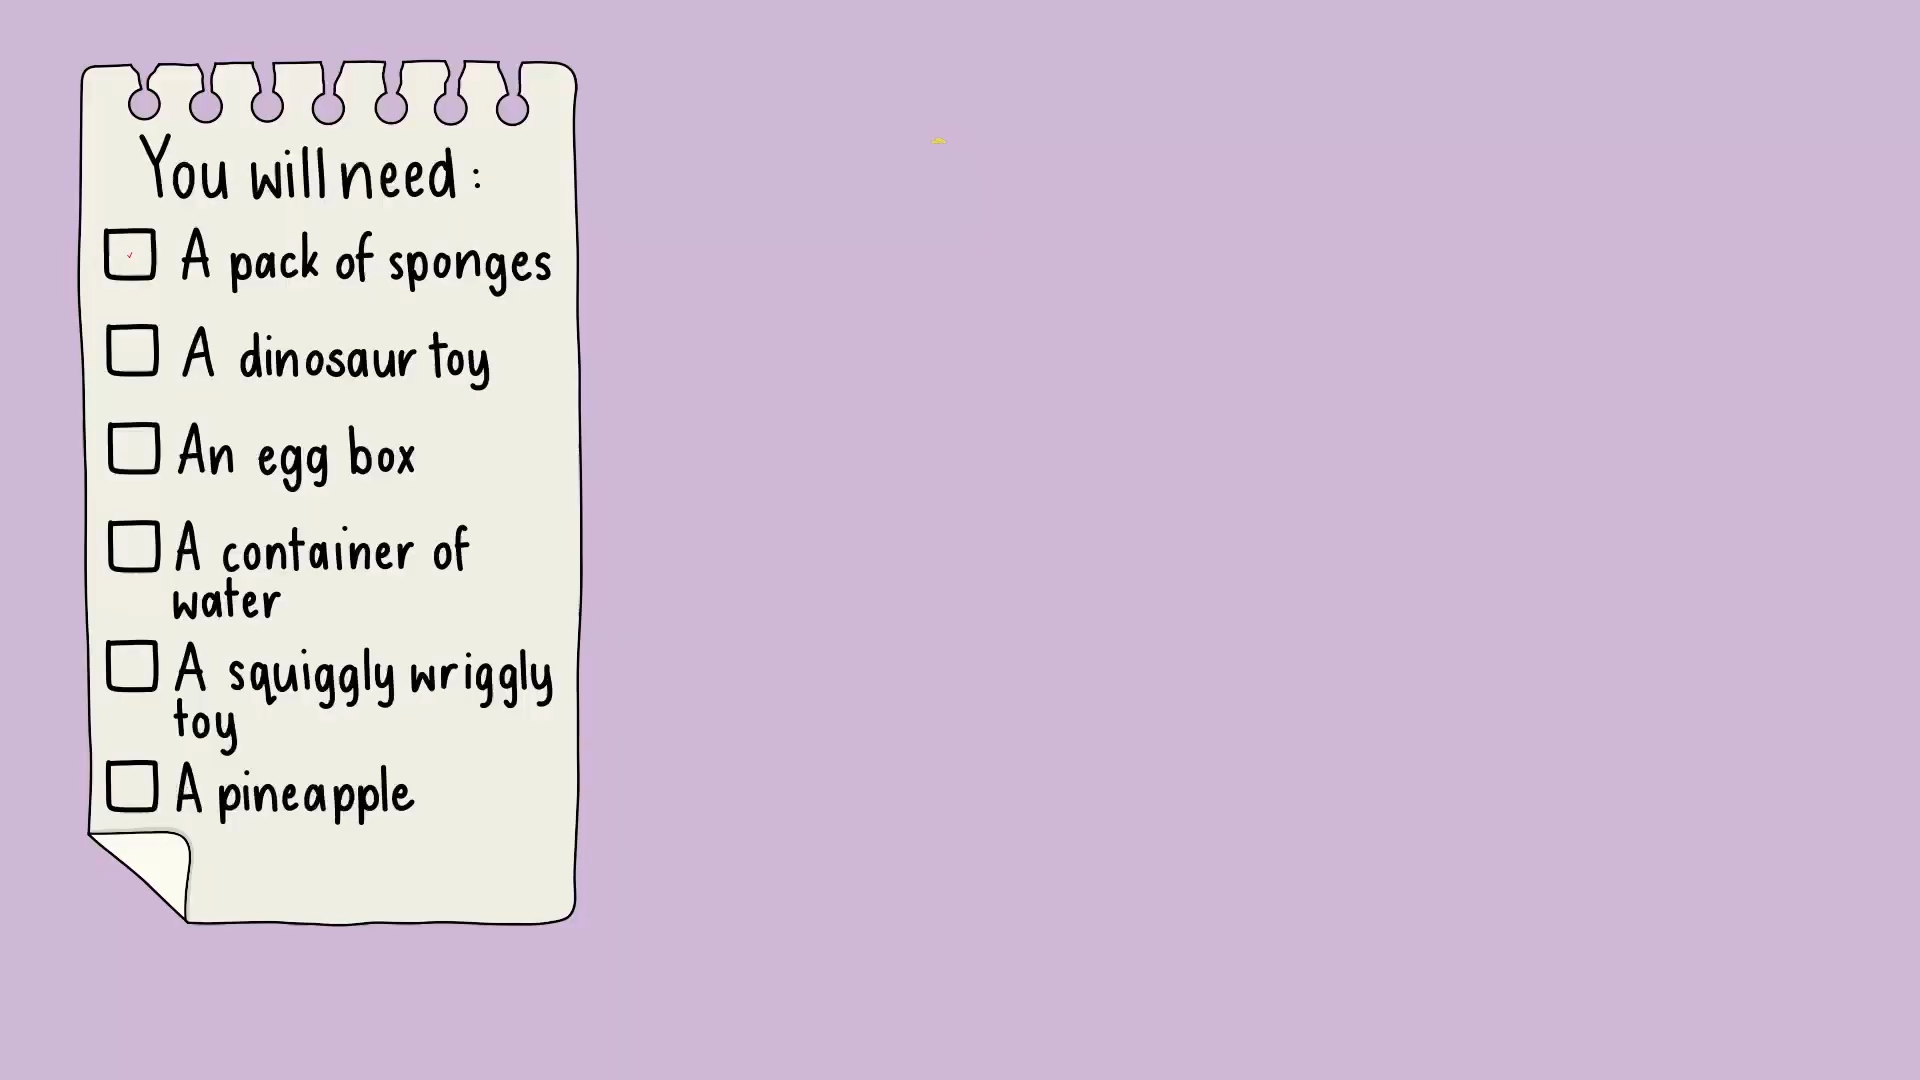 You will need :
A pack of sponges
A dinosaur toy
An egg box
A container of
water
A squiggly wriggly
toy
A pineapple